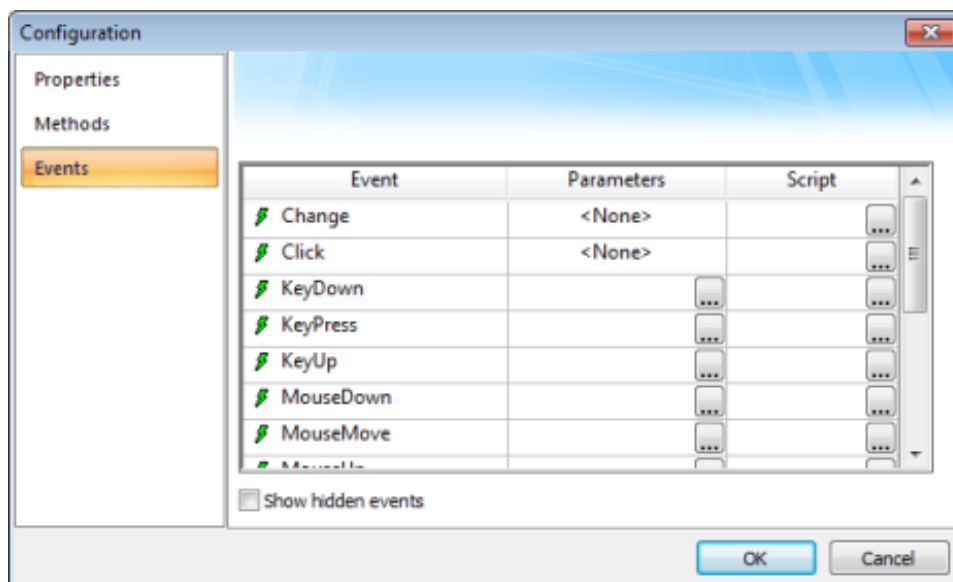 Configuration
Properties
Methods
Events
Event Parameters Script
Change <None> ...
Click <None> ...
KeyDown ... ...
KeyPress ... ...
KeyUp ... ...
MouseDown ... ...
MouseMove ... ...
Show hidden events
OK Cancel